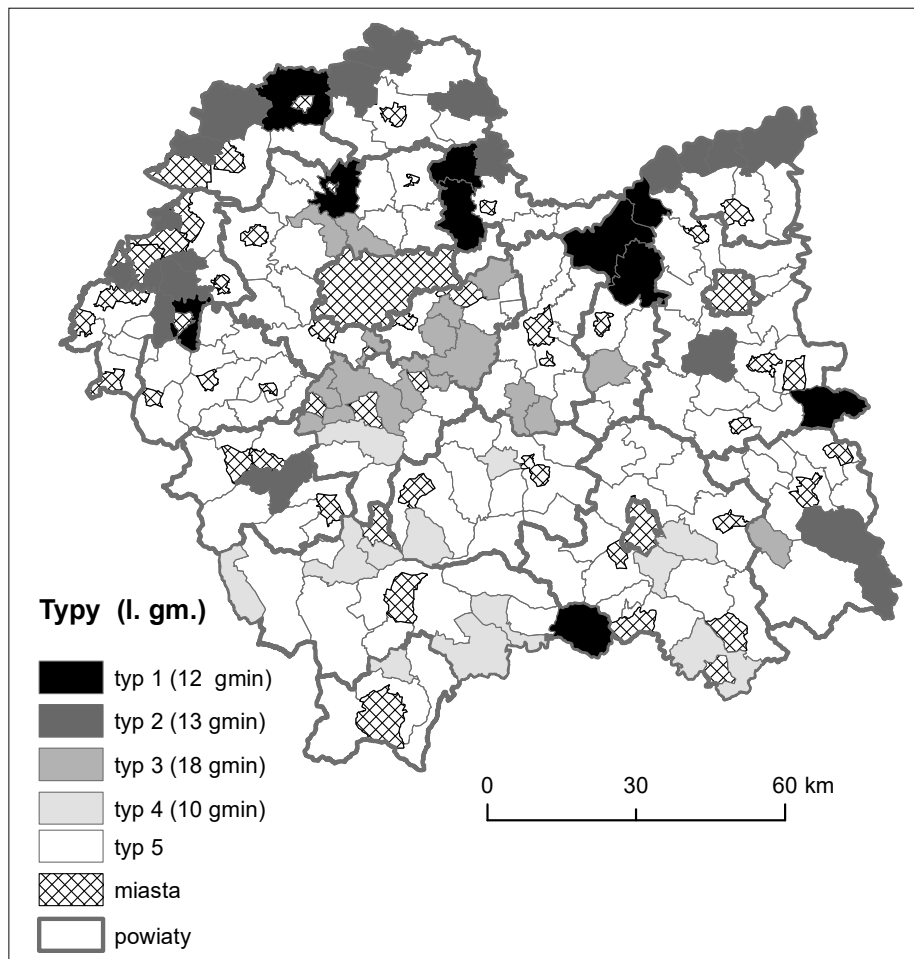 Typy (l. gm.)
typ 1 (12 gmin)
typ 2 (13 gmin)
typ 3 (18 gmin)
typ 4 (10 gmin)
typ 5
miasta
powiaty
0 30 60 km